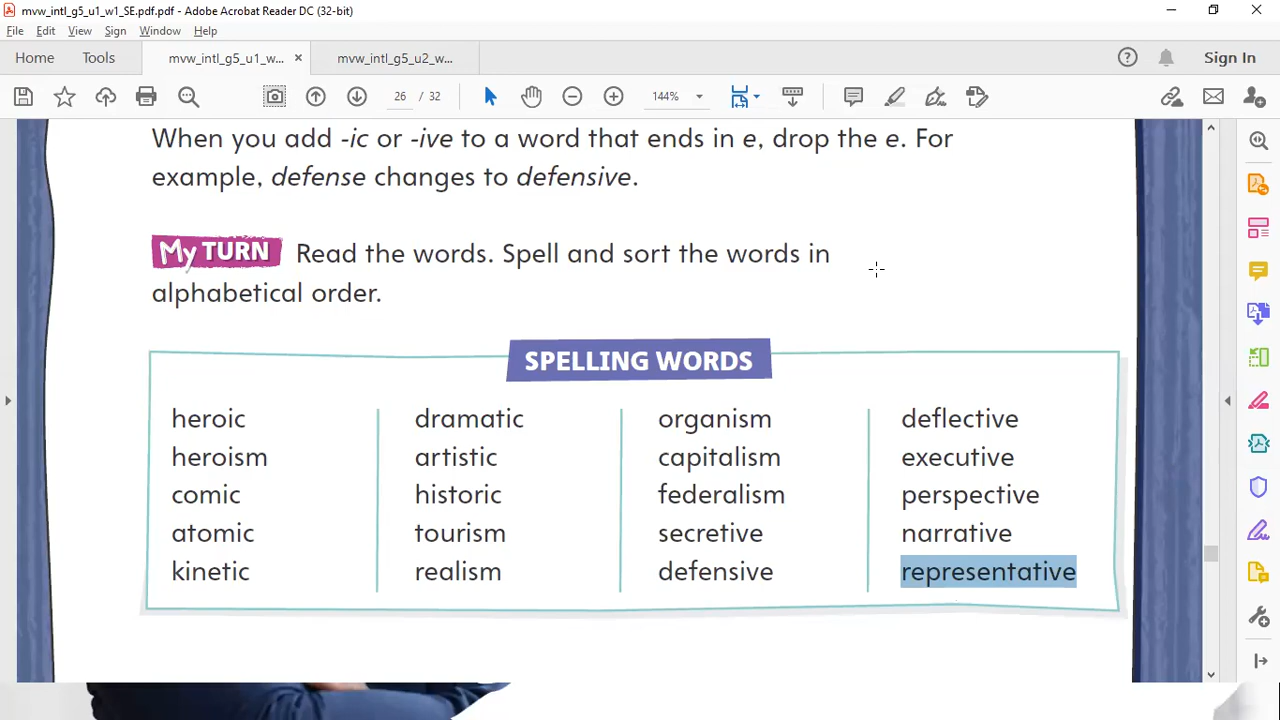 mvw_intl_g5_u1_w1_SE.pdf.pdf - Adobe Acrobat Reader DC (32-bit)
File Edit View Sign Window Help
Home Tools mvw_intl_g5_u1_w... × mvw_intl_g5_u2_w... Sign In
26 / 32 144%
When you add -ic or -ive to a word that ends in e, drop the e. For
example, defense changes to defensive.
My TURN Read the words. Spell and sort the words in
alphabetical order.
SPELLING WORDS
heroic dramatic organism deflective
heroism artistic capitalism executive
comic historic federalism perspective
atomic tourism secretive narrative
kinetic realism defensive representative